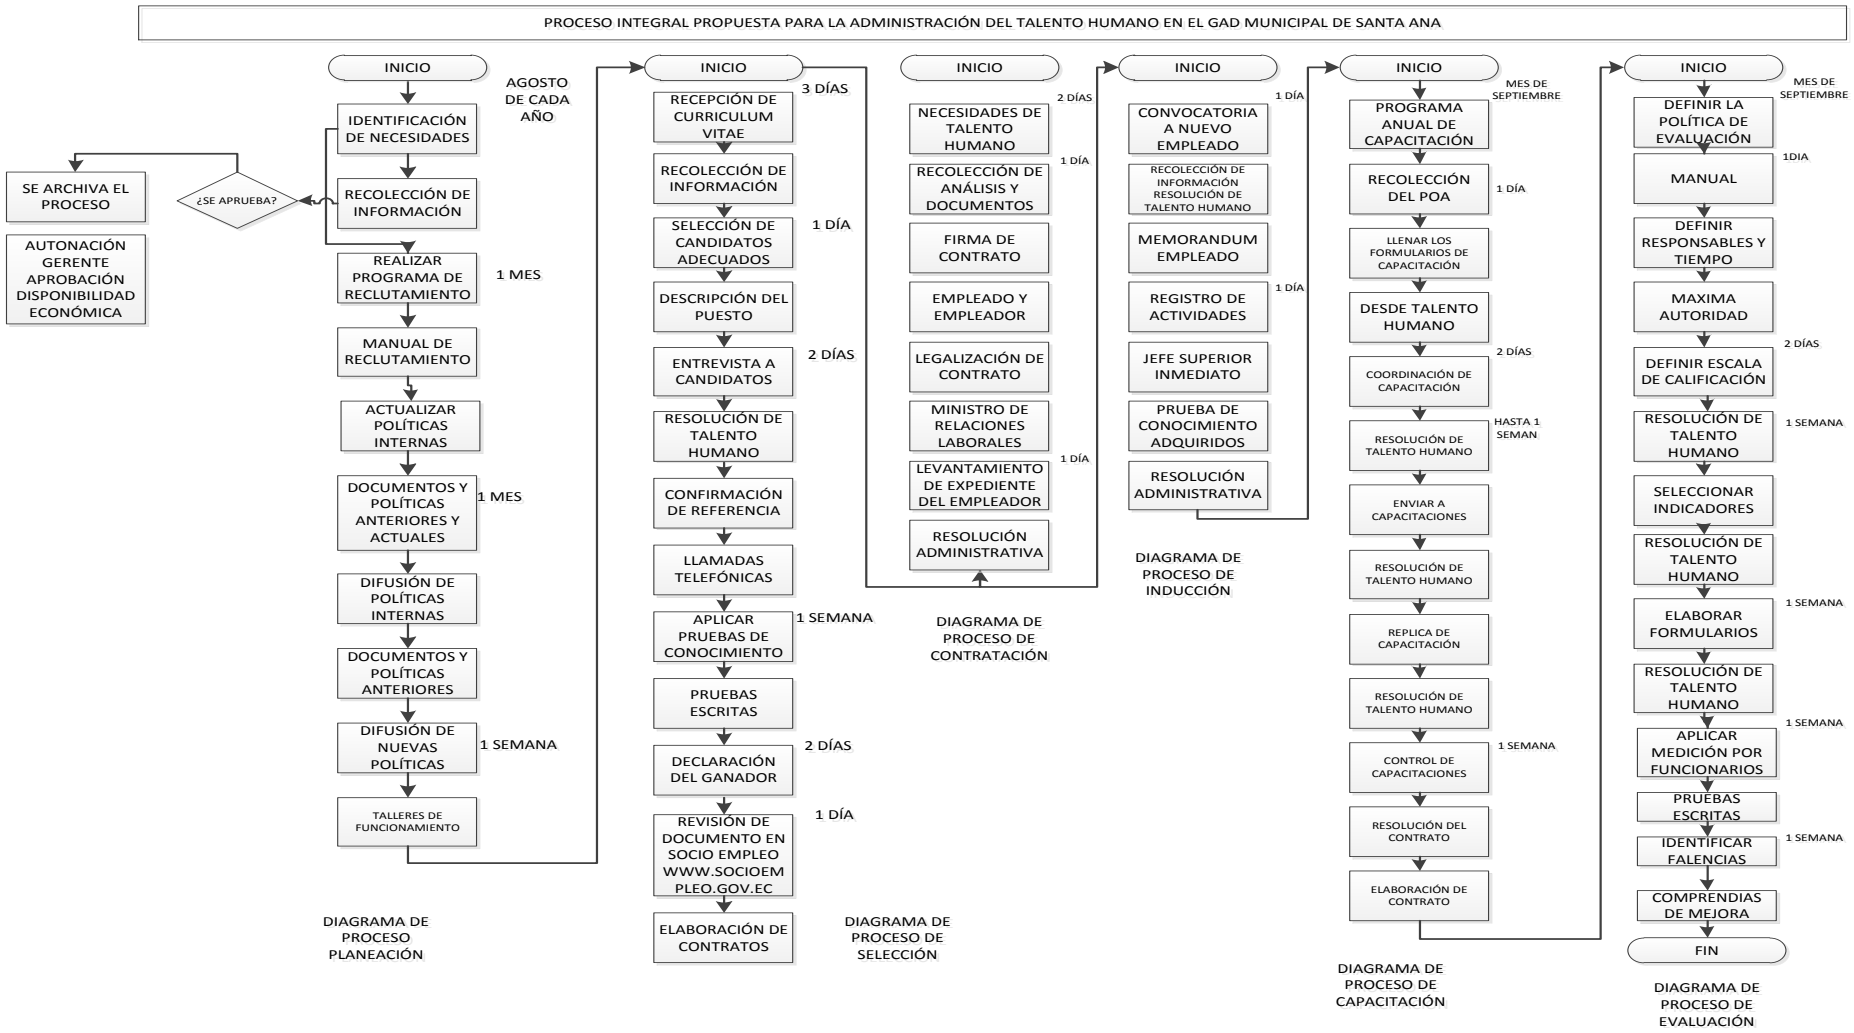 PROCESO INTEGRAL PROPUESTA PARA LA ADMINISTRACIÓN DEL TALENTO HUMANO EN EL GAD MUNICIPAL DE SANTA ANA
INICIO
AGOSTO
DE CADA
AÑO
IDENTIFICACIÓN
DE NECESIDADES
RECOLECCIÓN DE
INFORMACIÓN
¿SE APRUEBA?
SE ARCHIVA EL
PROCESO
AUTONACIÓN
GERENTE
APROBACIÓN
DISPONIBILIDAD
ECONÓMICA
REALIZAR
PROGRAMA DE
RECLUTAMIENTO
1 MES
MANUAL DE
RECLUTAMIENTO
ACTUALIZAR
POLÍTICAS
INTERNAS
DOCUMENTOS Y
POLÍTICAS
ANTERIORES Y
ACTUALES
1 MES
DIFUSIÓN DE
POLÍTICAS
INTERNAS
DOCUMENTOS Y
POLÍTICAS
ANTERIORES
DIFUSIÓN DE
NUEVAS
POLÍTICAS
1 SEMANA
TALLERES DE
FUNCIONAMIENTO
DIAGRAMA DE
PROCESO
PLANEACIÓN
INICIO
3 DÍAS
RECEPCIÓN DE
CURRICULUM
VITAE
RECOLECCIÓN DE
INFORMACIÓN
1 DÍA
SELECCIÓN DE
CANDIDATOS
ADECUADOS
DESCRIPCIÓN DEL
PUESTO
2 DÍAS
ENTREVISTA A
CANDIDATOS
RESOLUCIÓN DE
TALENTO
HUMANO
CONFIRMACIÓN
DE REFERENCIA
LLAMADAS
TELEFÓNICAS
1 SEMANA
APLICAR
PRUEBAS DE
CONOCIMIENTO
PRUEBAS
ESCRITAS
2 DÍAS
DECLARACIÓN
DEL GANADOR
1 DÍA
REVISIÓN DE
DOCUMENTO EN
SOCIO EMPLEO
WWW.SOCIOEM
PLEO.GOV.EC
ELABORACIÓN DE
CONTRATOS
DIAGRAMA DE
PROCESO DE
SELECCIÓN
INICIO
2 DÍAS
NECESIDADES DE
TALENTO
HUMANO
1 DÍA
RECOLECCIÓN DE
ANÁLISIS Y
DOCUMENTOS
FIRMA DE
CONTRATO
EMPLEADO Y
EMPLEADOR
LEGALIZACIÓN DE
CONTRATO
MINISTRO DE
RELACIONES
LABORALES
1 DÍA
LEVANTAMIENTO
DE EXPEDIENTE
DEL EMPLEADOR
RESOLUCIÓN
ADMINISTRATIVA
DIAGRAMA DE
PROCESO DE
CONTRATACIÓN
INICIO
1 DÍA
CONVOCATORIA
A NUEVO
EMPLEADO
RECOLECCIÓN DE
INFORMACIÓN
RESOLUCIÓN DE
TALENTO HUMANO
MEMORANDUM
EMPLEADO
1 DÍA
REGISTRO DE
ACTIVIDADES
JEFE SUPERIOR
INMEDIATO
PRUEBA DE
CONOCIMIENTO
ADQUIRIDOS
RESOLUCIÓN
ADMINISTRATIVA
DIAGRAMA DE
PROCESO DE
INDUCCIÓN
INICIO
MES DE
SEPTIEMBRE
PROGRAMA
ANUAL DE
CAPACITACIÓN
RECOLECCIÓN
DEL POA
1 DÍA
LLENAR LOS
FORMULARIOS DE
CAPACITACIÓN
DESDE TALENTO
HUMANO
2 DÍAS
COORDINACIÓN DE
CAPACITACIÓN
HASTA 1
SEMAN
RESOLUCIÓN DE
TALENTO HUMANO
ENVIAR A
CAPACITACIONES
RESOLUCIÓN DE
TALENTO HUMANO
REPLICA DE
CAPACITACIÓN
RESOLUCIÓN DE
TALENTO HUMANO
1 SEMANA
CONTROL DE
CAPACITACIONES
RESOLUCIÓN DEL
CONTRATO
ELABORACIÓN DE
CONTRATO
DIAGRAMA DE
PROCESO DE
CAPACITACIÓN
INICIO
MES DE
SEPTIEMBRE
DEFINIR LA
POLÍTICA DE
EVALUACIÓN
1DIA
MANUAL
DEFINIR
RESPONSABLES Y
TIEMPO
MAXIMA
AUTORIDAD
2 DÍAS
DEFINIR ESCALA
DE CALIFICACIÓN
RESOLUCIÓN DE
TALENTO
HUMANO
1 SEMANA
SELECCIONAR
INDICADORES
RESOLUCIÓN DE
TALENTO
HUMANO
1 SEMANA
ELABORAR
FORMULARIOS
RESOLUCIÓN DE
TALENTO
HUMANO
1 SEMANA
APLICAR
MEDICIÓN POR
FUNCIONARIOS
PRUEBAS
ESCRITAS
1 SEMANA
IDENTIFICAR
FALENCIAS
COMPRENDIAS
DE MEJORA
FIN
DIAGRAMA DE
PROCESO DE
EVALUACIÓN